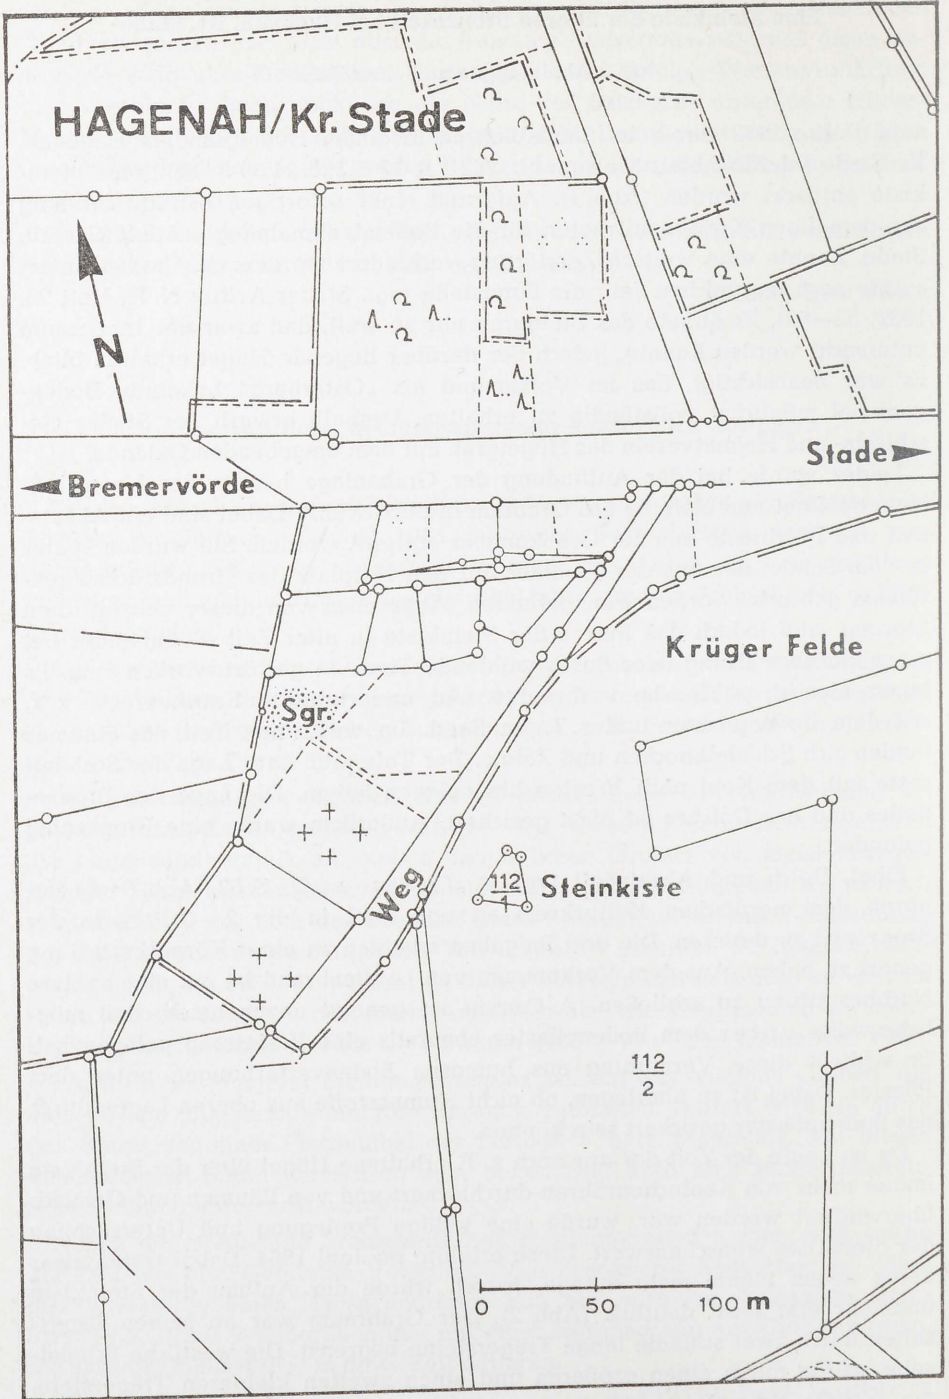 HAGENAH/Kr. Stade
N
Stade
Bremervörde
Krüger Felde
Sgr.
Weg
112
1
Steinkiste
112
2
0 50 100 m